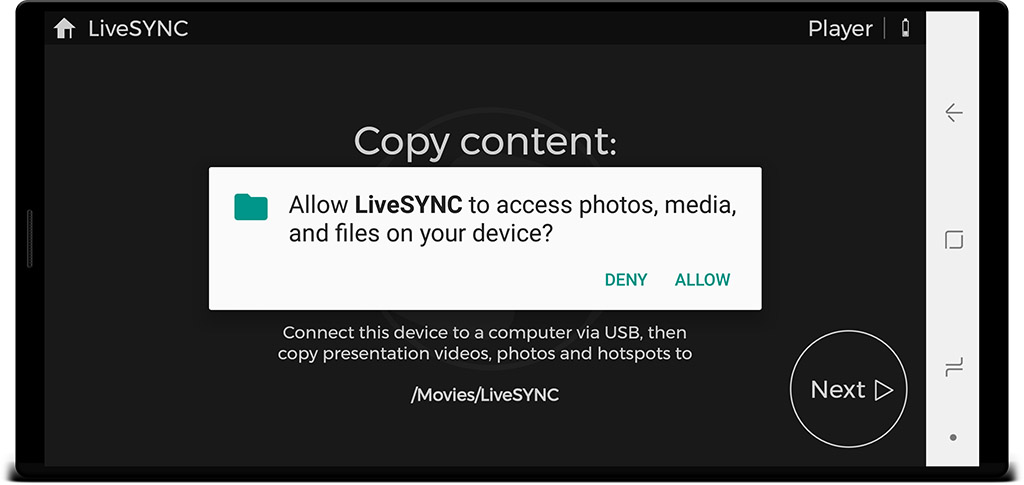 LiveSYNC
Player
Copy content:
Allow LiveSYNC to access photos, media,
and files on your device?
DENY
ALLOW
Connect this device to a computer via USB, then
copy presentation videos, photos and hotspots to
/Movies/LiveSYNC
Next